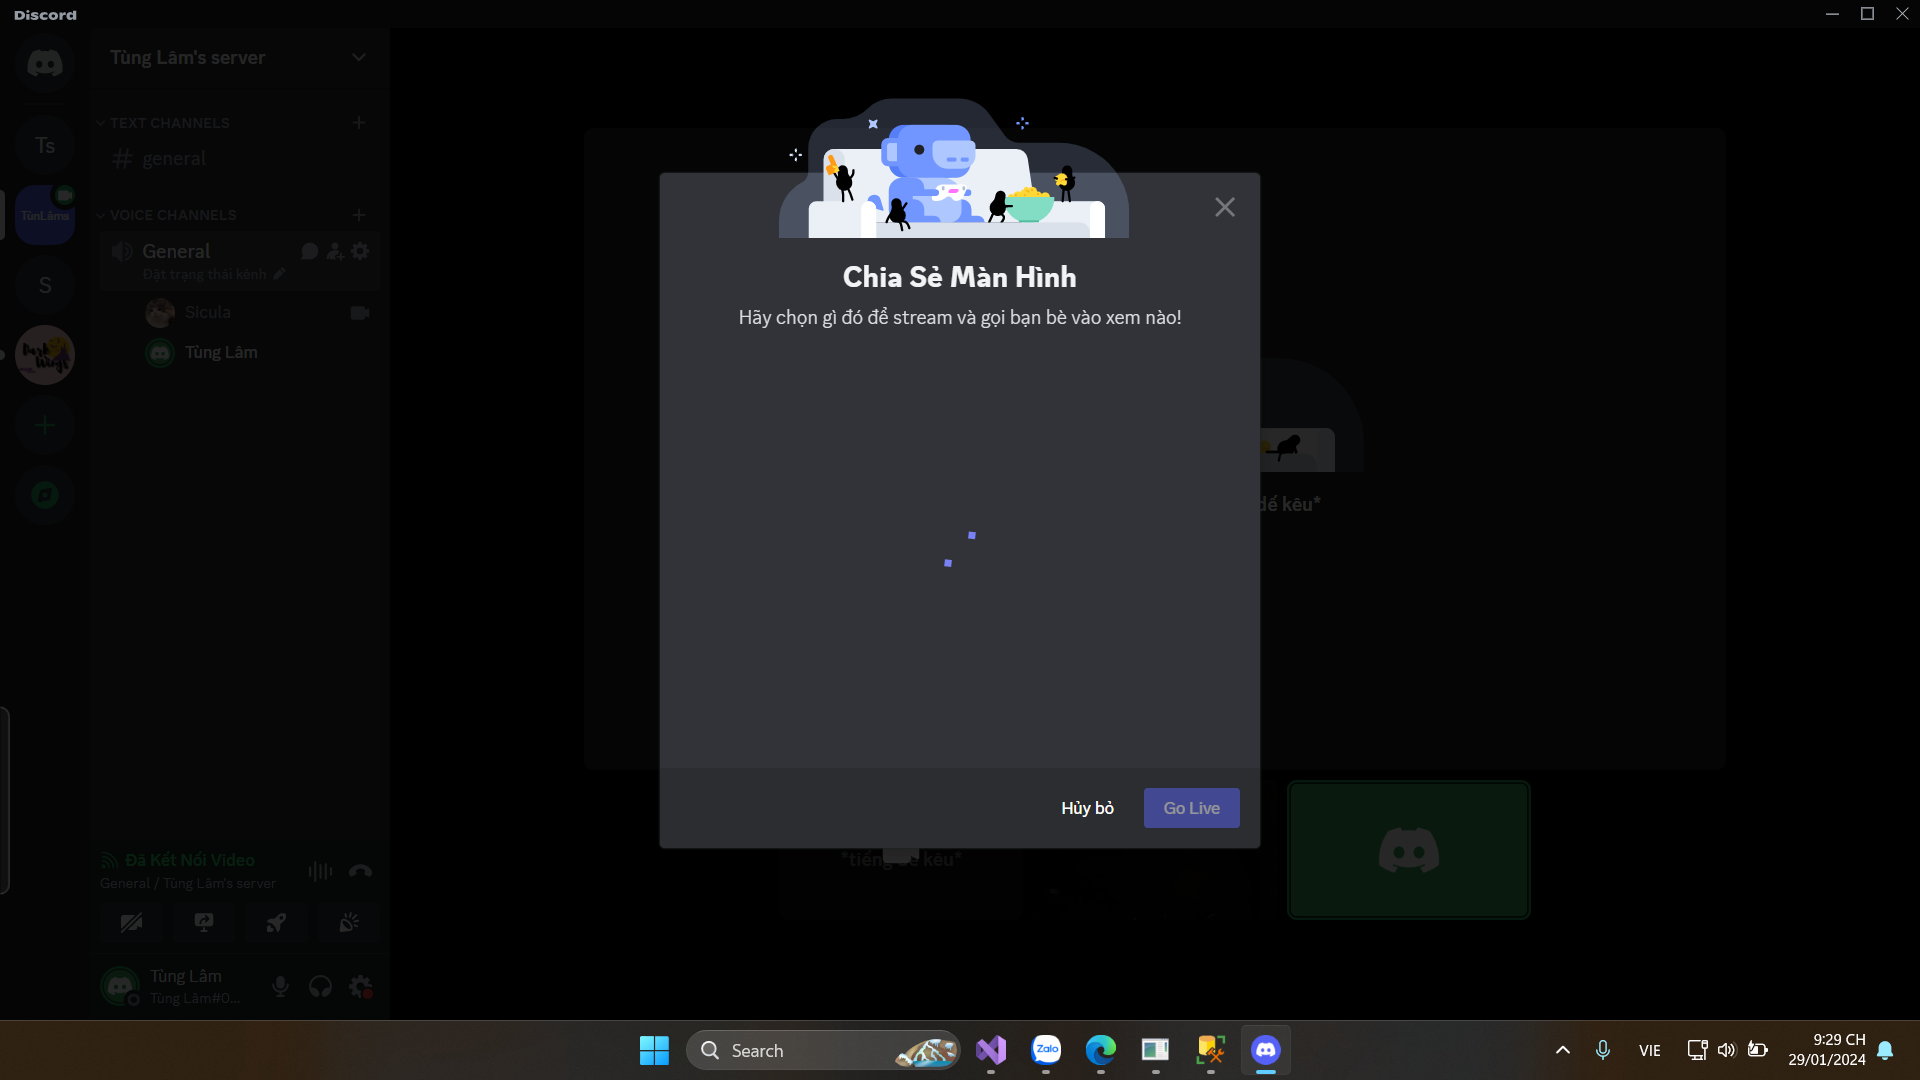 Discord
Tùng Lâm's server
Ts
TEXT CHANNELS
general
TùnLâms
VOICE CHANNELS
General
Đặt trạng thái kênh
S
Sicula
Tùng Lâm
Dark Wings
Chia Sẻ Màn Hình
Hãy chọn gì đó để stream và gọi bạn bè vào xem nào!
dế kêu*
Hủy bỏ
Go Live
*tiếng dế kêu*
Đã Kết Nối Video
General / Tùng Lâm's server
Tùng Lâm
Tùng Lâm#0...
Search
Zalo
VIE
9:29 CH
29/01/2024